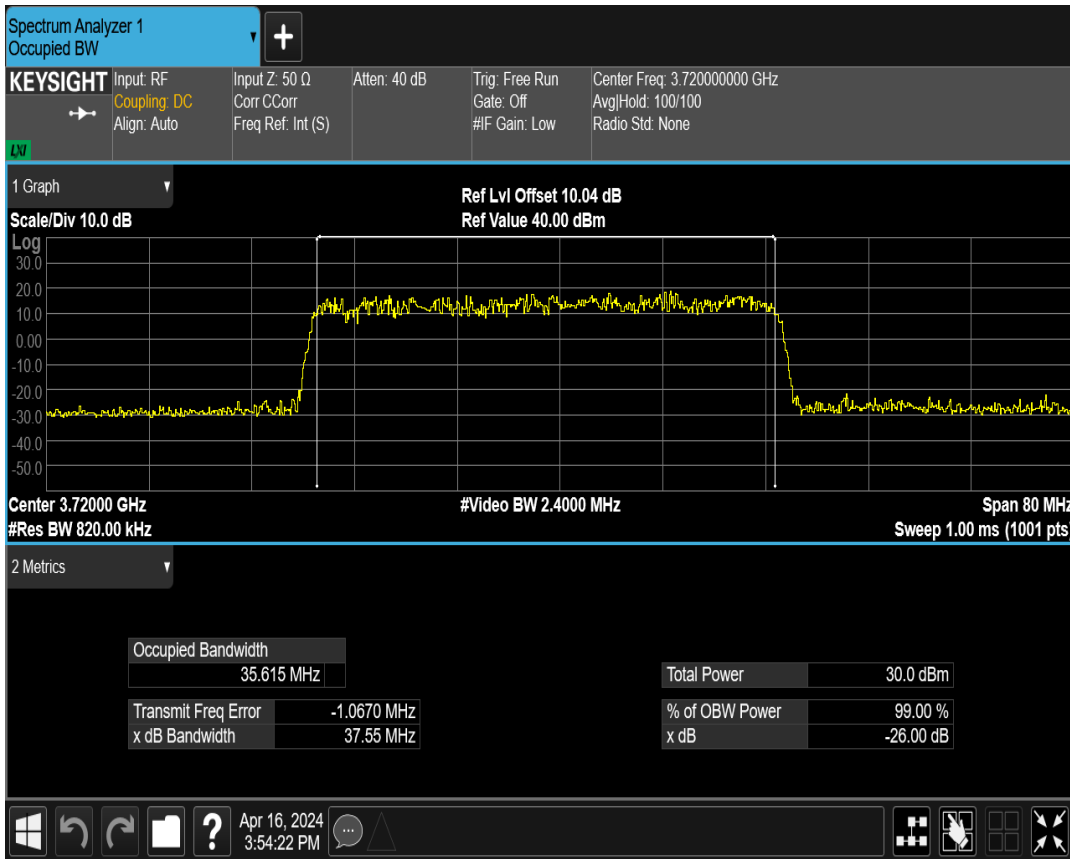 Spectrum Analyzer 1
Occupied BW
+
KEYSIGHT
LXI
Input: RF
Coupling: DC
Align: Auto
Input Z: 50 Ω
Corr CCorr
Freq Ref: Int (S)
Atten: 40 dB
Trig: Free Run
Gate: Off
#IF Gain: Low
Center Freq: 3.720000000 GHz
Avg|Hold: 100/100
Radio Std: None
1 Graph
Scale/Div 10.0 dB
Ref Lvl Offset 10.04 dB
Ref Value 40.00 dBm
Log
30.0
20.0
10.0
0.00
-10.0
-20.0
-30.0
-40.0
-50.0
Center 3.72000 GHz
#Res BW 820.00 kHz
#Video BW 2.4000 MHz
Span 80 MHz
Sweep 1.00 ms (1001 pts)
2 Metrics
Occupied Bandwidth
35.615 MHz
Transmit Freq Error -1.0670 MHz
x dB Bandwidth 37.55 MHz
Total Power 30.0 dBm
% of OBW Power 99.00 %
x dB -26.00 dB
?
Apr 16, 2024
3:54:22 PM